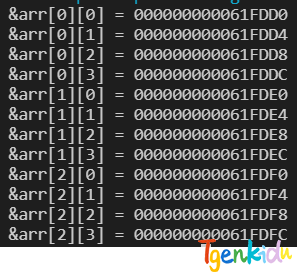 &arr[0][0] = 000000000061FDD0
&arr[0][1] = 000000000061FDD4
&arr[0][2] = 000000000061FDD8
&arr[0][3] = 000000000061FDDC
&arr[1][0] = 000000000061FDE0
&arr[1][1] = 000000000061FDE4
&arr[1][2] = 000000000061FDE8
&arr[1][3] = 000000000061FDEC
&arr[2][0] = 000000000061FDF0
&arr[2][1] = 000000000061FDF4
&arr[2][2] = 000000000061FDF8
&arr[2][3] = 000000000061FDFC
Tgenkidu